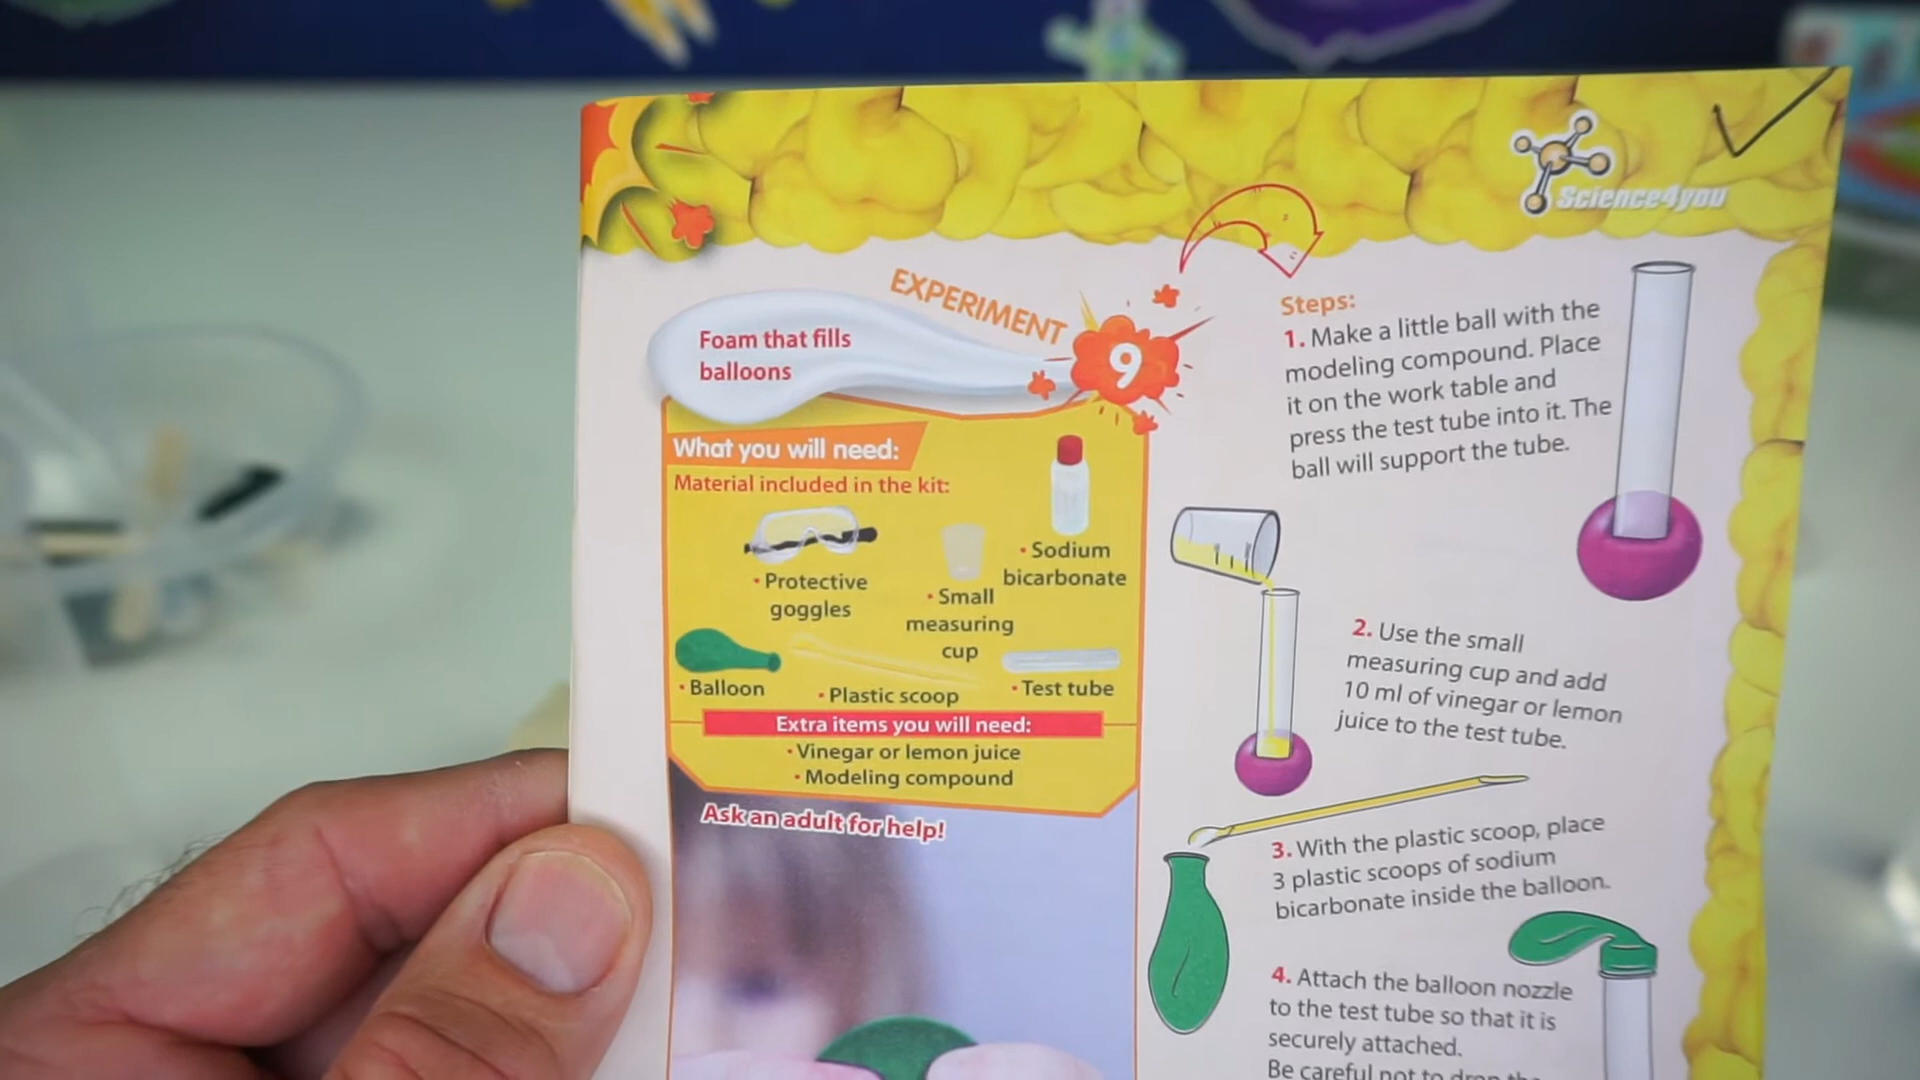 Science4you
EXPERIMENT
9
Foam that fills
balloons
What you will need:
Material included in the kit:
• Protective
goggles
• Small
measuring
cup
• Sodium
bicarbonate
• Balloon
• Plastic scoop
• Test tube
Extra items you will need:
• Vinegar or lemon juice
• Modeling compound
Ask an adult for help!
Steps:
1. Make a little ball with the
modeling compound. Place
it on the work table and
press the test tube into it. The
ball will support the tube.
2. Use the small
measuring cup and add
10 ml of vinegar or lemon
juice to the test tube.
3. With the plastic scoop, place
3 plastic scoops of sodium
bicarbonate inside the balloon.
4. Attach the balloon nozzle
to the test tube so that it is
securely attached.
Be careful not to drop the